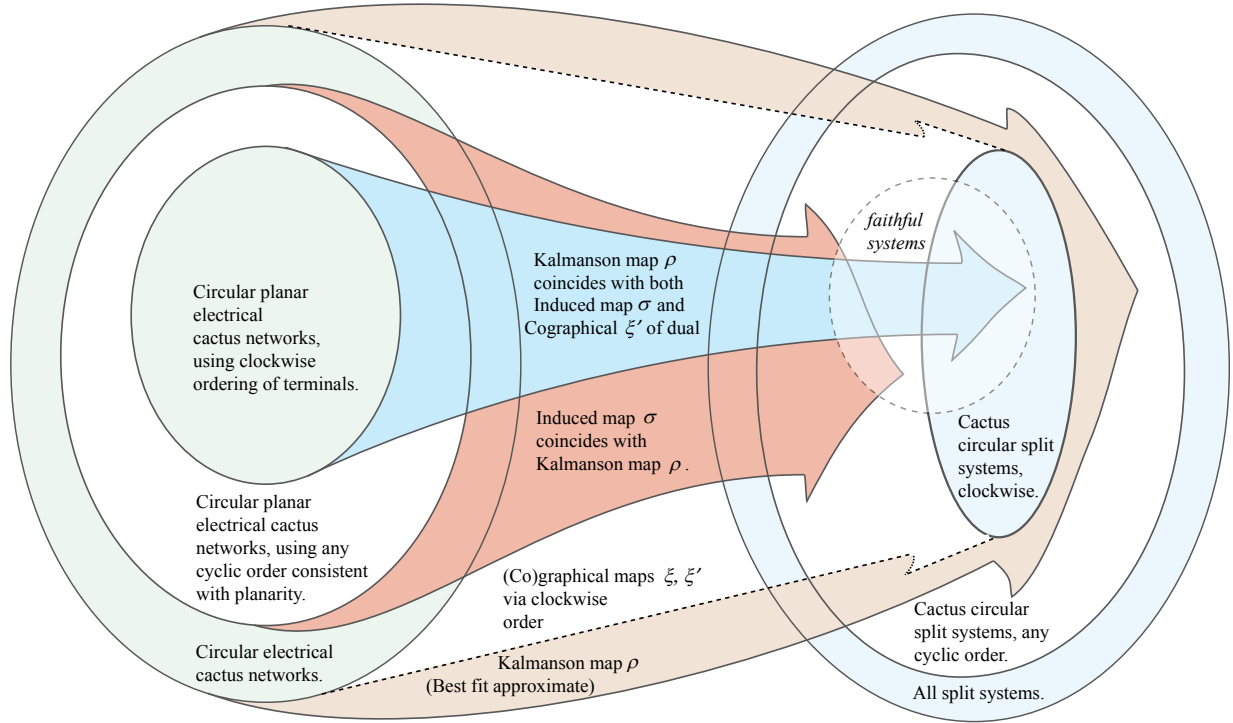 faithful
systems
Kalmanson map ρ
coincides with both
Induced map σ and
Cographical ξ′ of dual
Circular planar
electrical
cactus networks,
using clockwise
ordering of terminals.
Induced map σ
coincides with
Kalmanson map ρ .
Cactus
circular split
systems,
clockwise.
Circular planar
electrical cactus
networks, using any
cyclic order consistent
with planarity.
(Co)graphical maps ξ, ξ′
via clockwise
order
Cactus circular
split systems, any
cyclic order.
Circular electrical
cactus networks.
Kalmanson map ρ
(Best fit approximate)
All split systems.